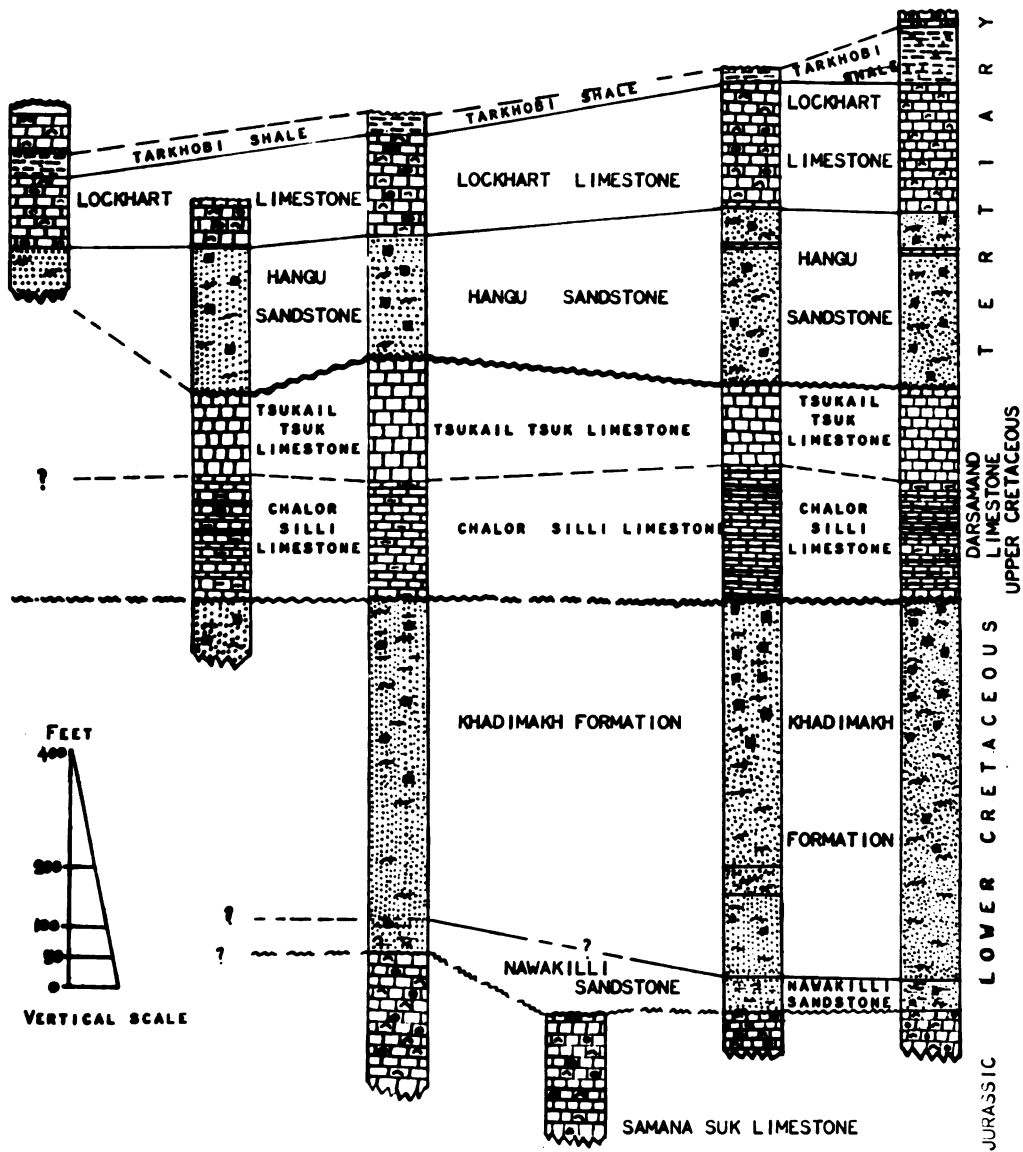 TARKHOBI SHALE
TARKHOBI SHALE
TARKHOBI
SHALE
LOCKHART LIMESTONE
LOCKHART LIMESTONE
LOCKHART
LIMESTONE
HANGU
SANDSTONE
HANGU SANDSTONE
HANGU
SANDSTONE
TSUKAIL
TSUK
LIMESTONE
TSUKAIL TSUK LIMESTONE
TSUKAIL
TSUK
LIMESTONE
?
CHALOR
SILLI
LIMESTONE
CHALOR SILLI LIMESTONE
CHALOR
SILLI
LIMESTONE
KHADIMAKH FORMATION
KHADIMAKH
FORMATION
?
?
?
NAWAKILLI
SANDSTONE
NAWAKILLI
SANDSTONE
SAMANA SUK LIMESTONE
FEET
400
200
100
50
0
VERTICAL SCALE
TERTIARY
DARSAMAND
LIMESTONE
UPPER CRETACEOUS
LOWER CRETACEOUS
JURASSIC